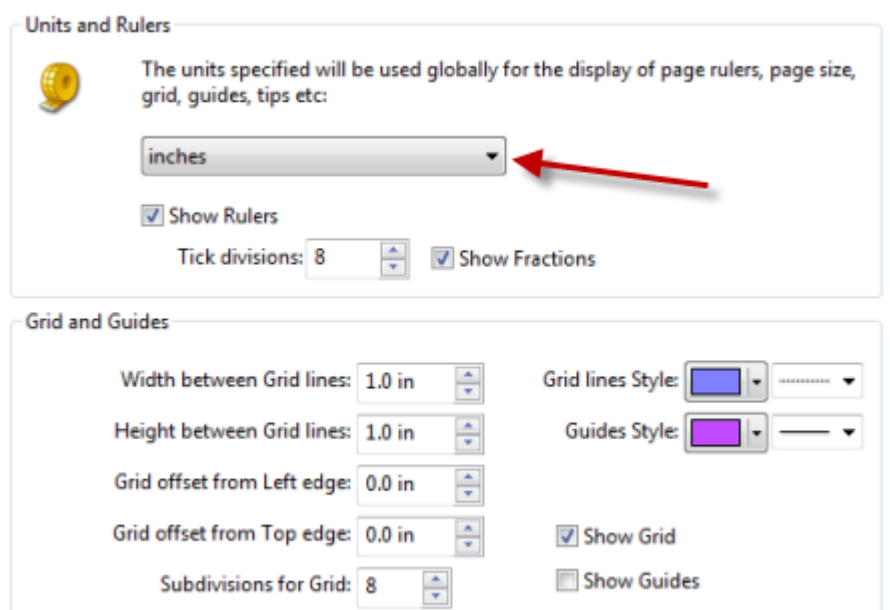 Units and Rulers
The units specified will be used globally for the display of page rulers, page size,
grid, guides, tips etc:
inches
Show Rulers
Tick divisions: 8 Show Fractions
Grid and Guides
Width between Grid lines: 1.0 in Grid lines Style:
Height between Grid lines: 1.0 in Guides Style:
Grid offset from Left edge: 0.0 in
Grid offset from Top edge: 0.0 in Show Grid
Subdivisions for Grid: 8 Show Guides